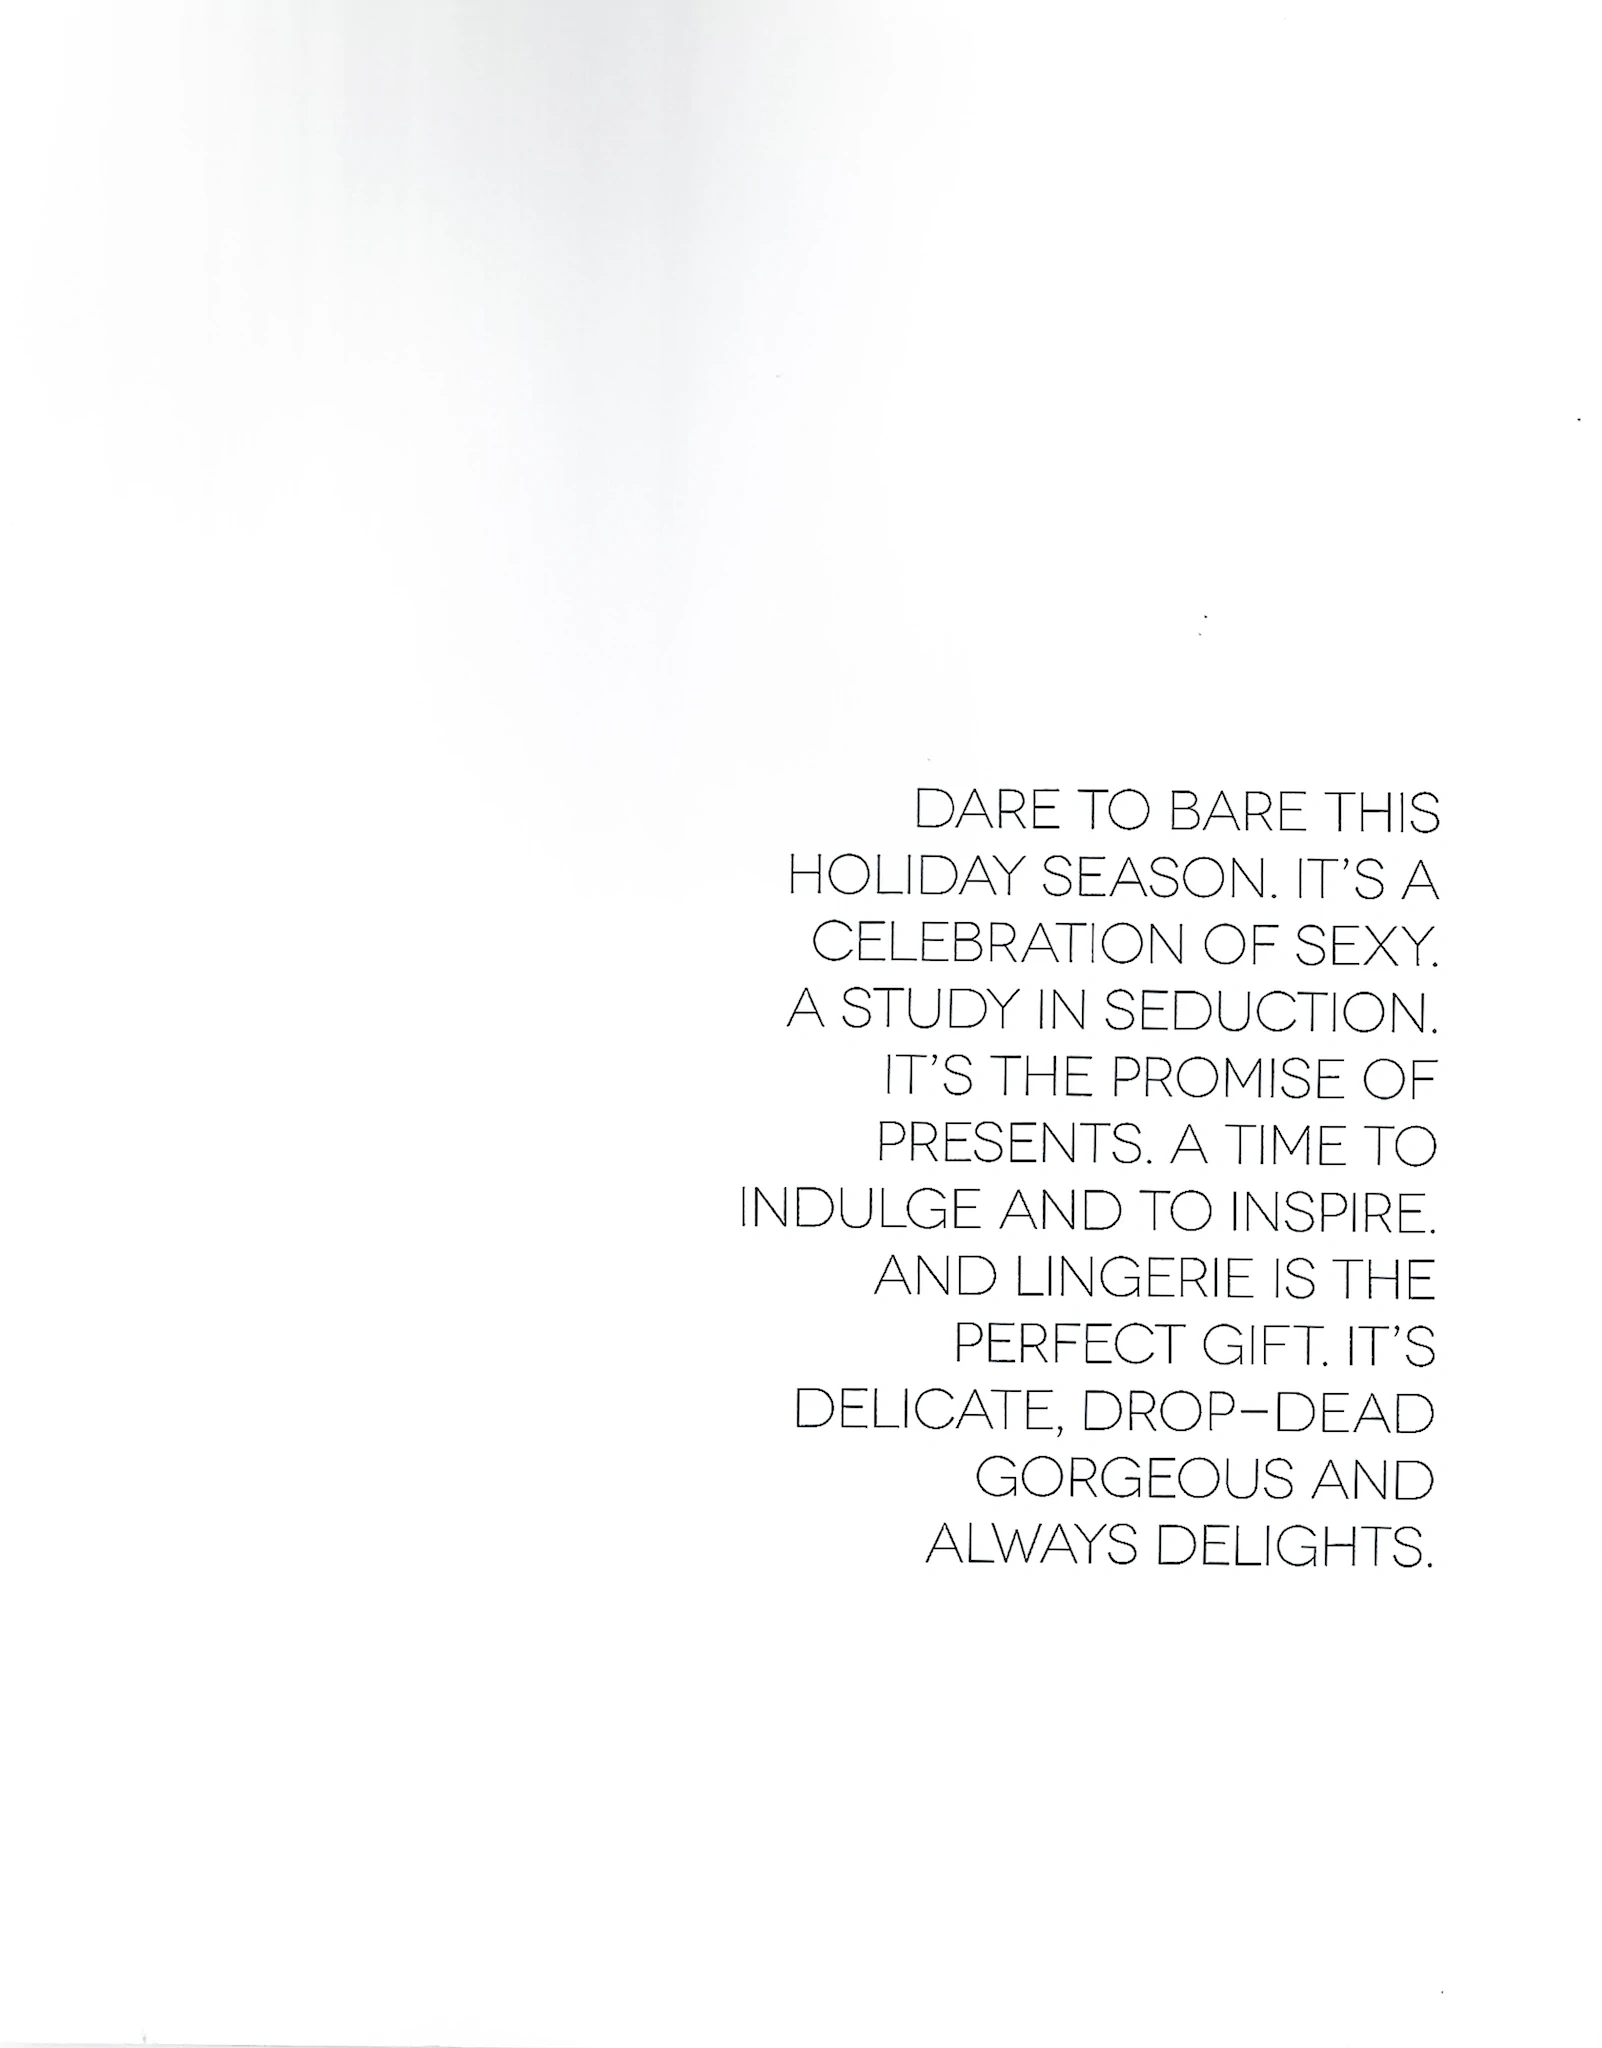 DARE TO BARE THIS
HOLIDAY SEASON. IT'S A
CELEBRATION OF SEXY.
A STUDY IN SEDUCTION.
IT'S THE PROMISE OF
PRESENTS. A TIME TO
INDULGE AND TO INSPIRE.
AND LINGERIE IS THE
PERFECT GIFT. IT'S
DELICATE, DROP–DEAD
GORGEOUS AND
ALWAYS DELIGHTS.